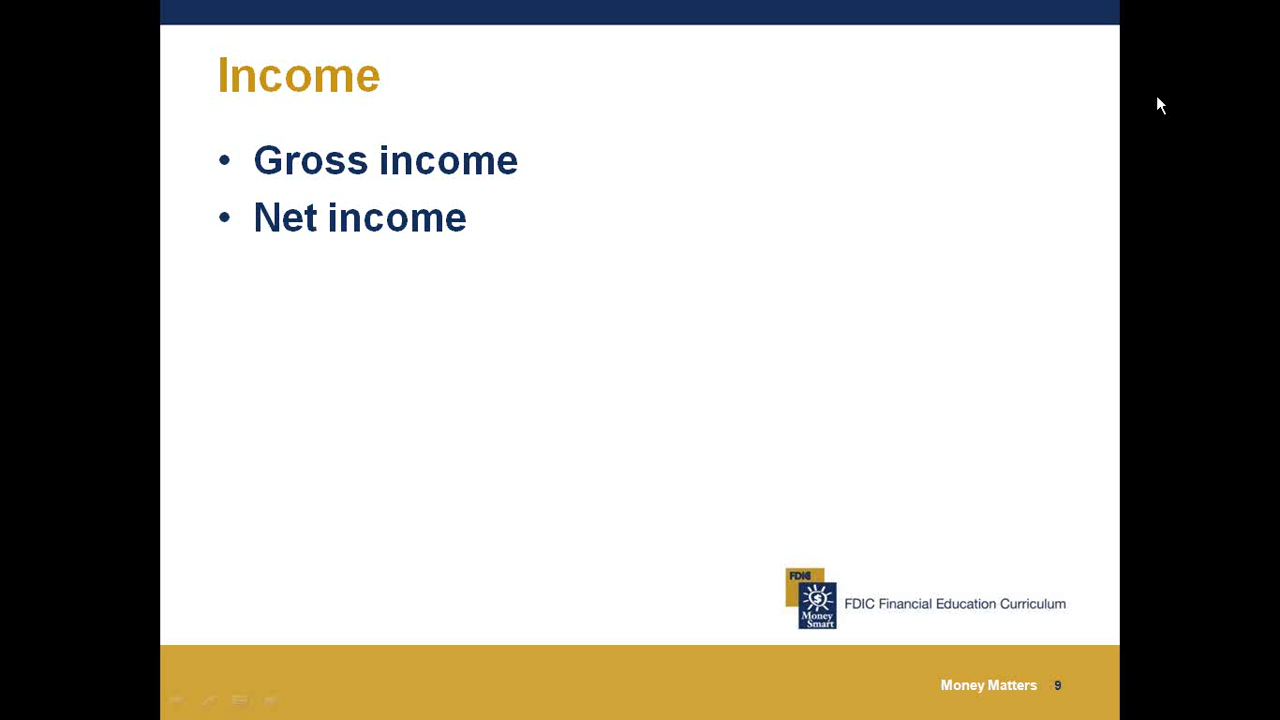 Income
• Gross income
• Net income
FDIC
Money
Smart
FDIC Financial Education Curriculum
Money Matters 9